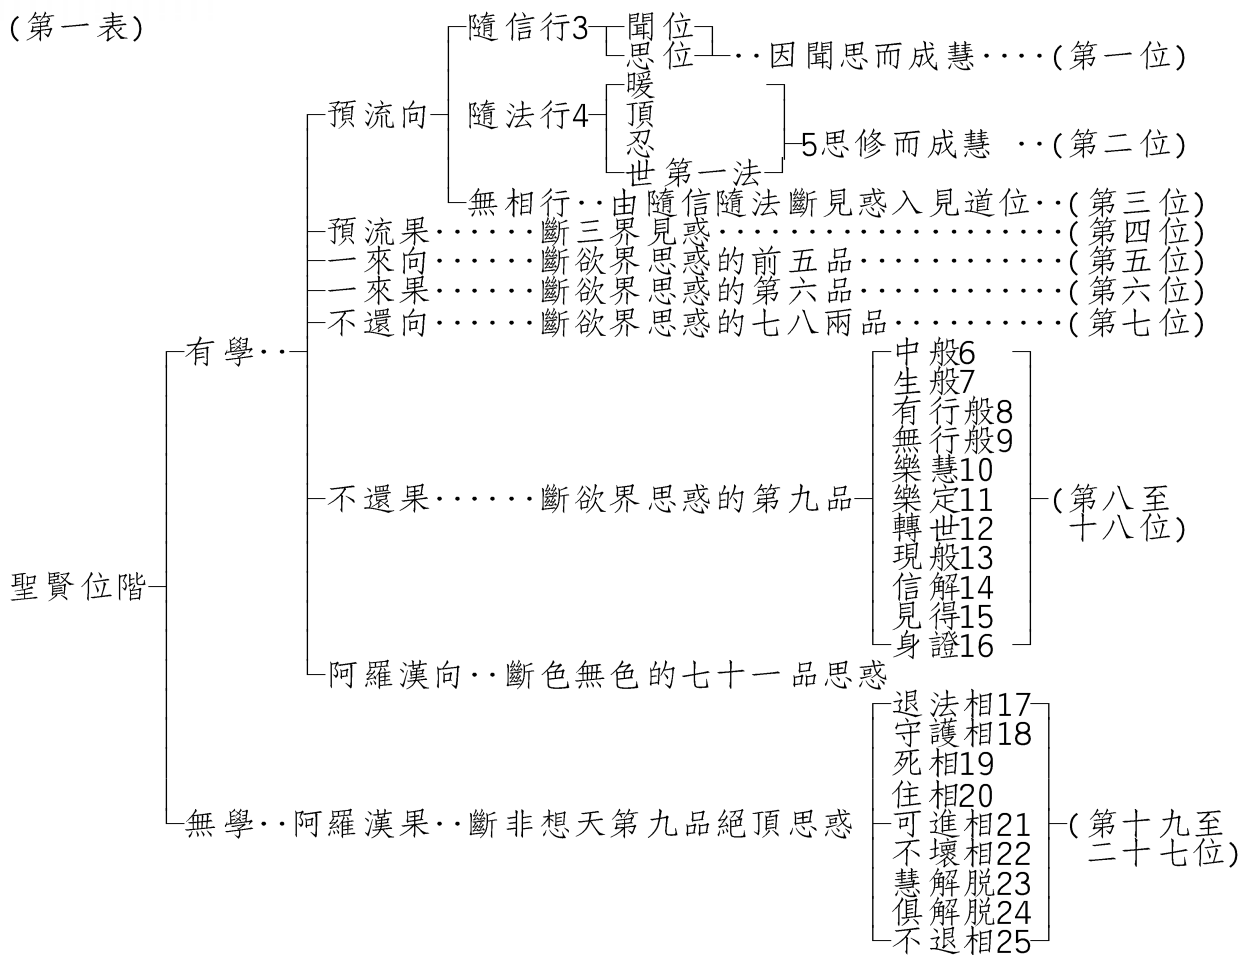 (第一表)
隨信行3 聞位
思位‥因聞思而成慧‥‥(第一位)
暖
預流向 隨法行4 頂
忍 5思修而成慧 ‥(第二位)
世第一法
無相行‥由隨信隨法斷見惑入見道位‥(第三位)
預流果‥‥‥斷三界見惑‥‥‥‥‥‥‥‥‥‥(第四位)
一來向‥‥‥斷欲界思惑的前五品‥‥‥‥‥‥(第五位)
一來果‥‥‥斷欲界思惑的第六品‥‥‥‥‥‥(第六位)
不還向‥‥‥斷欲界思惑的七八兩品‥‥‥‥‥(第七位)
有學‥ 中般6
生般7
有行般8
無行般9
樂慧10
不還果‥‥‥斷欲界思惑的第九品 樂定11 (第八至
轉世12 十八位)
現般13
聖賢位階 信解14
見得15
身證16
阿羅漢向‥斷色無色的七十一品思惑
退法相17
守護相18
死相19
住相20
無學‥阿羅漢果‥斷非想天第九品絕頂思惑 可進相21 (第十九至
不壞相22 二十七位)
慧解脫23
俱解脫24
不退相25